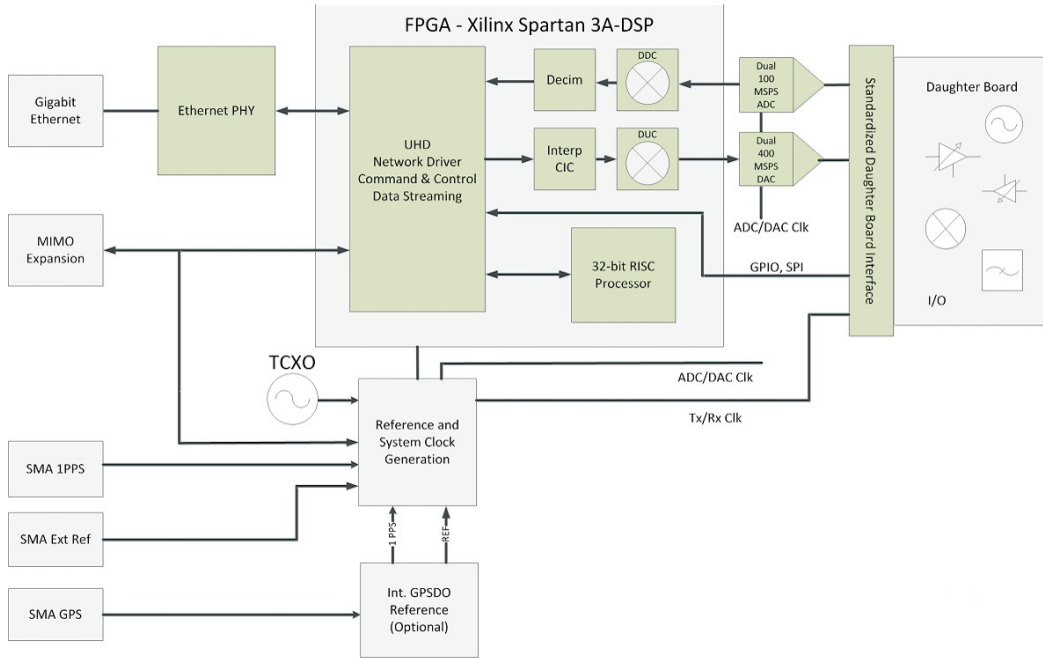 FPGA - Xilinx Spartan 3A-DSP
Gigabit
Ethernet
Ethernet PHY
UHD
Network Driver
Command & Control
Data Streaming
Decim
DDC
Dual
100
MSPS
ADC
Interp
CIC
DUC
Dual
400
MSPS
DAC
ADC/DAC Clk
Standardized Daughter Board Interface
Daughter Board
I/O
MIMO
Expansion
32-bit RISC
Processor
GPIO, SPI
TCXO
ADC/DAC Clk
Tx/Rx Clk
Reference and
System Clock
Generation
SMA 1PPS
SMA Ext Ref
1 PPS
REF
SMA GPS
Int. GPSDO
Reference
(Optional)